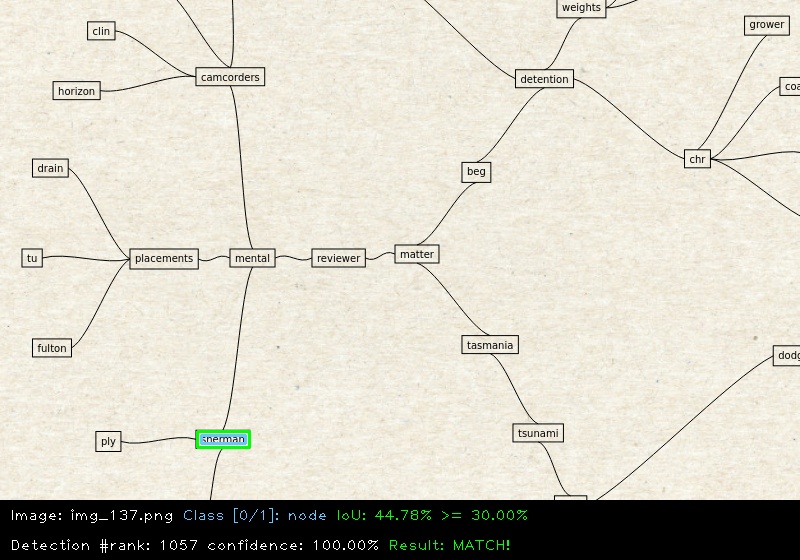 weights
grower
clin
camcorders
detention
horizon
coa
chr
drain
beg
tu
placements
mental
reviewer
matter
fulton
tasmania
dodg
ply
sherman
tsunami
Image: img_137.png Class [0/1]: node IoU: 44.78% >= 30.00%
Detection #rank: 1057 confidence: 100.00% Result: MATCH!